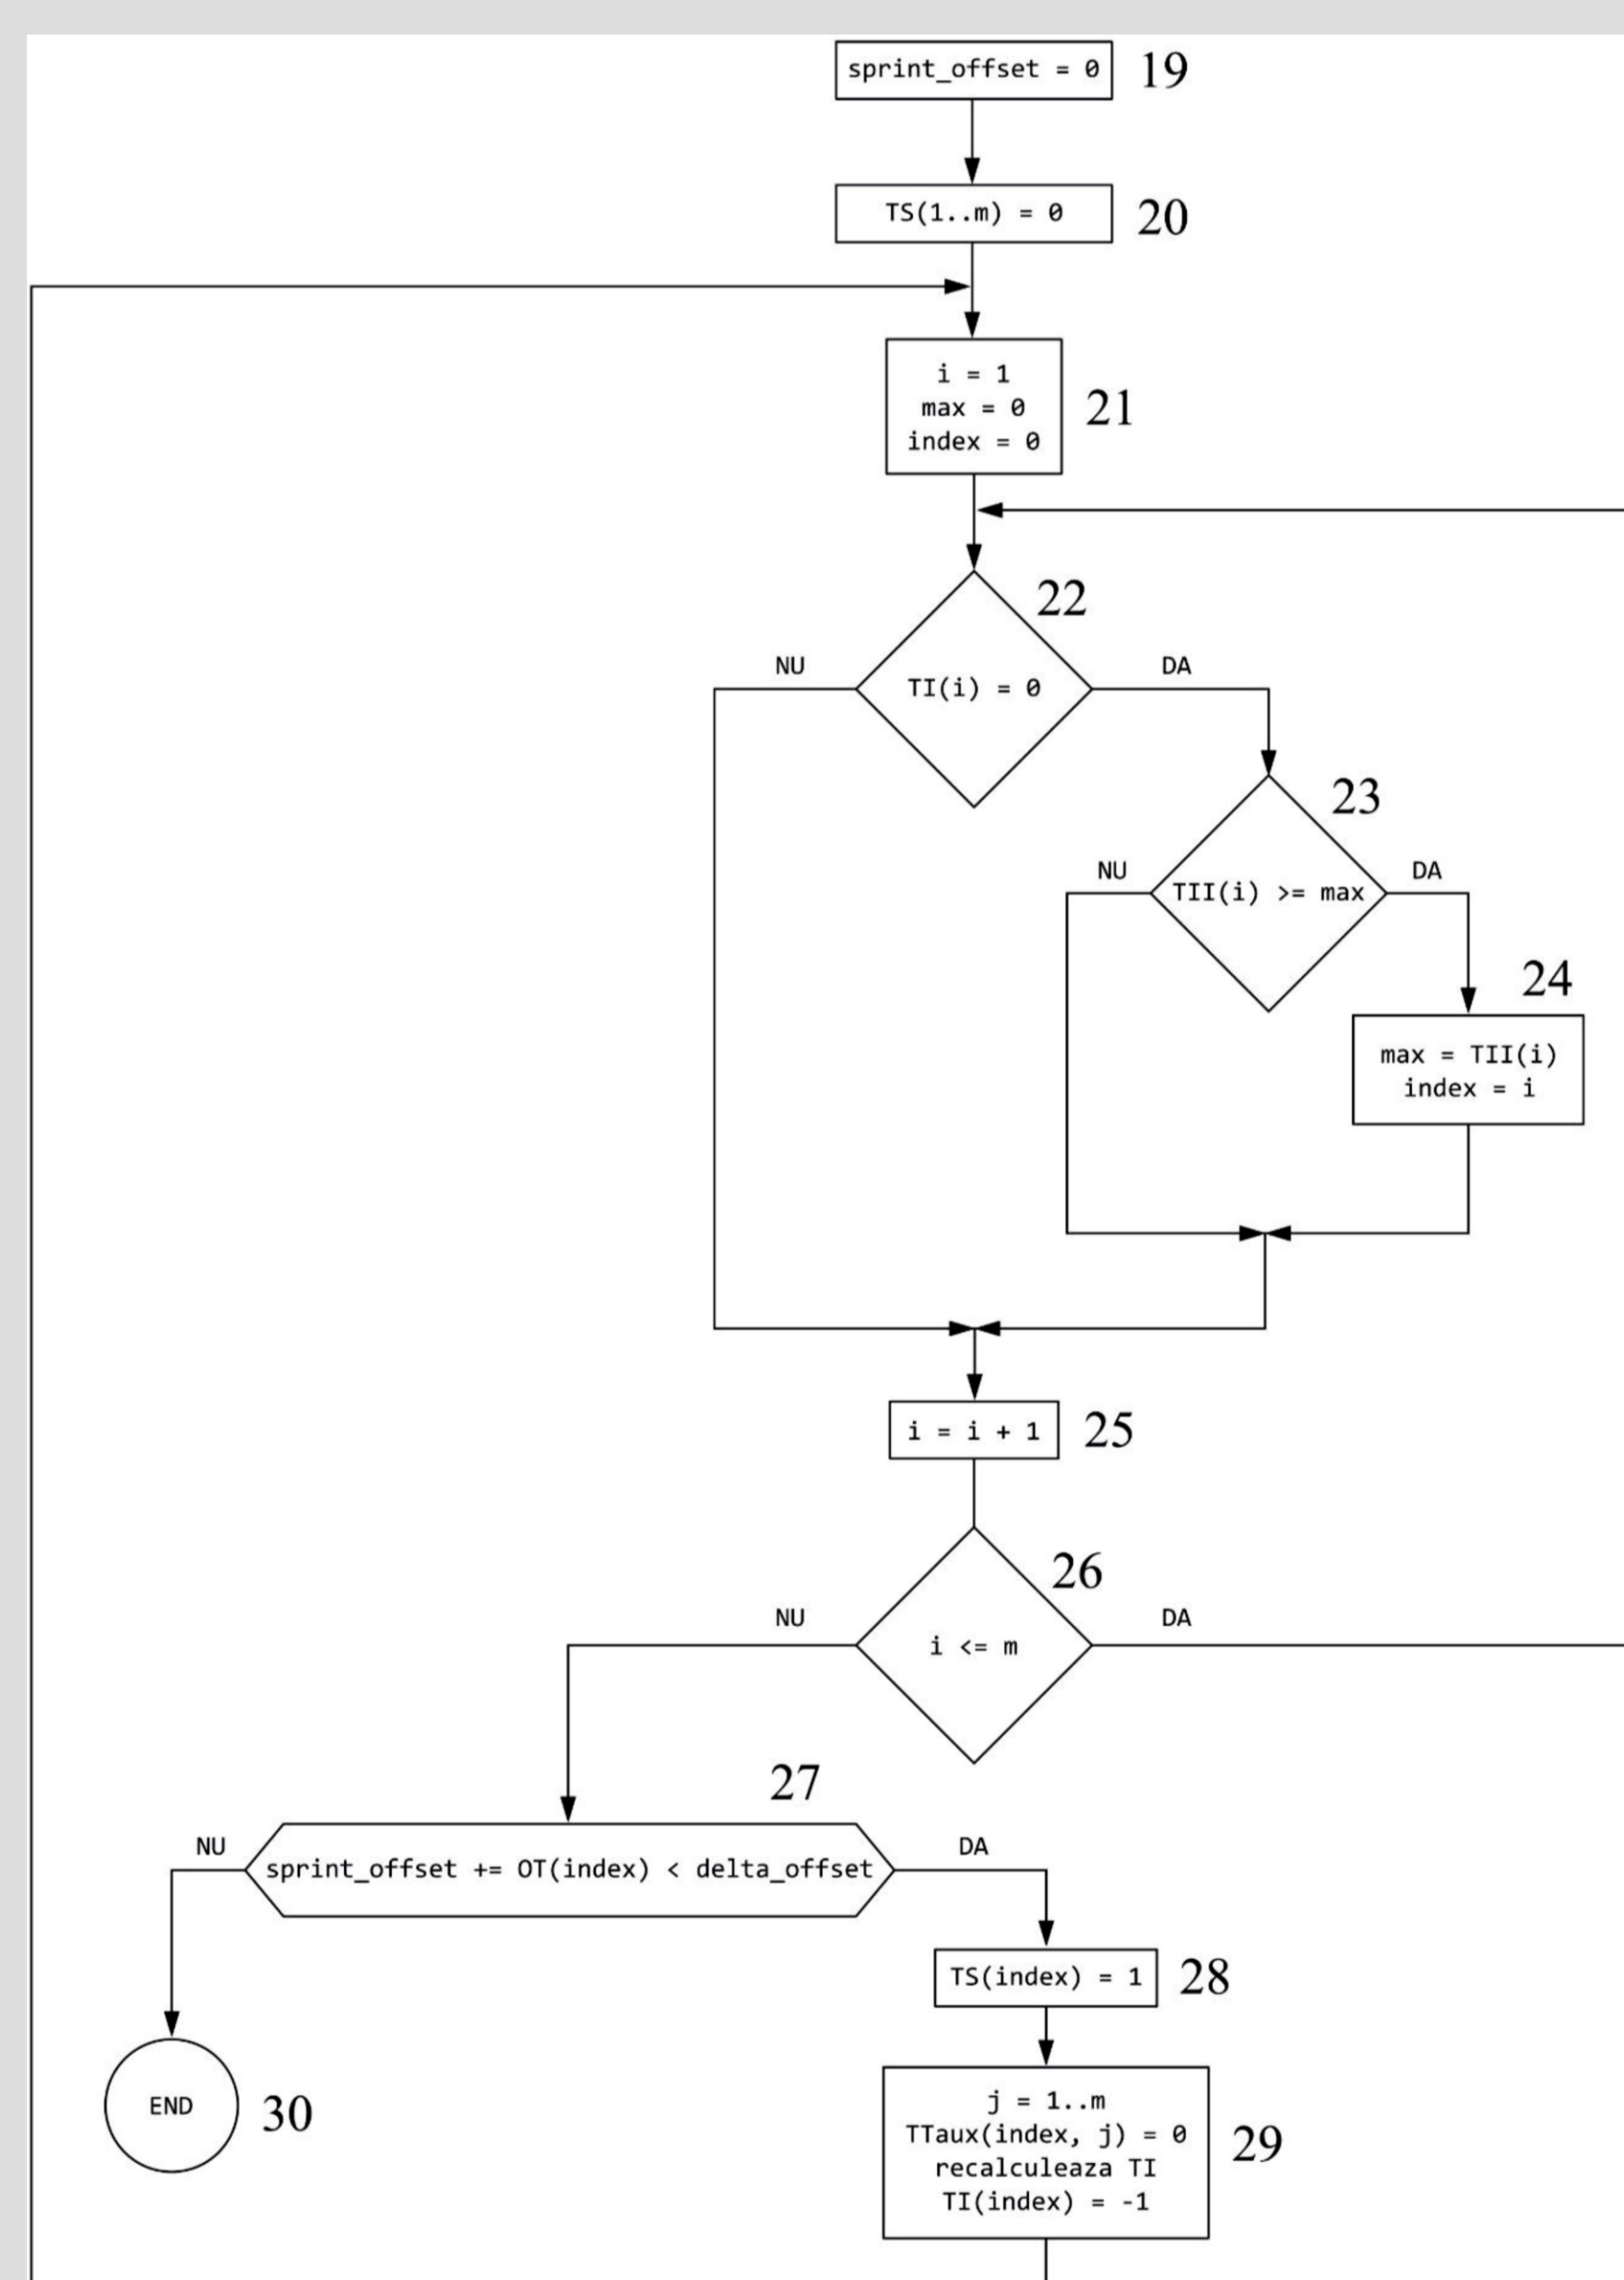 sprint_offset = 0 19
TS(1..m) = 0 20
i = 1
max = 0
index = 0
21
22
NU
TI(i) = 0
DA
23
NU
TII(i) >= max
DA
24
max = TII(i)
index = i
i = i + 1 25
26
NU
i <= m
DA
27
NU
sprint_offset += OT(index) < delta_offset
DA
TS(index) = 1 28
END 30
j = 1..m
TTaux(index, j) = 0
recalculeaza TI
TI(index) = -1
29